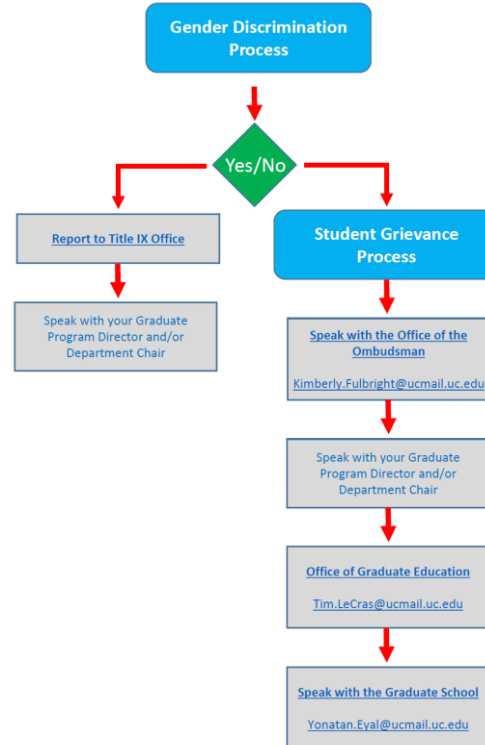 Gender Discrimination
Process
Yes/No
Report to Title IX Office
Speak with your Graduate
Program Director and/or
Department Chair
Student Grievance
Process
Speak with the Office of the
Ombudsman
Kimberly.Fulbright@ucmail.uc.edu
Speak with your Graduate
Program Director and/or
Department Chair
Office of Graduate Education
Tim.LeCras@ucmail.uc.edu
Speak with the Graduate School
Yonatan.Eyal@ucmail.uc.edu